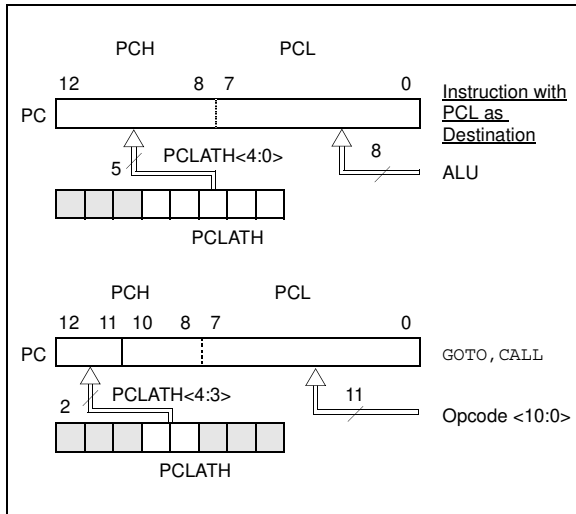 PCH PCL
12 8 7 0
Instruction with
PCL as
Destination
PC
5 PCLATH<4:0> 8
ALU
PCLATH
PCH PCL
12 11 10 8 7 0
PC GOTO,CALL
2 PCLATH<4:3> 11
Opcode <10:0>
PCLATH